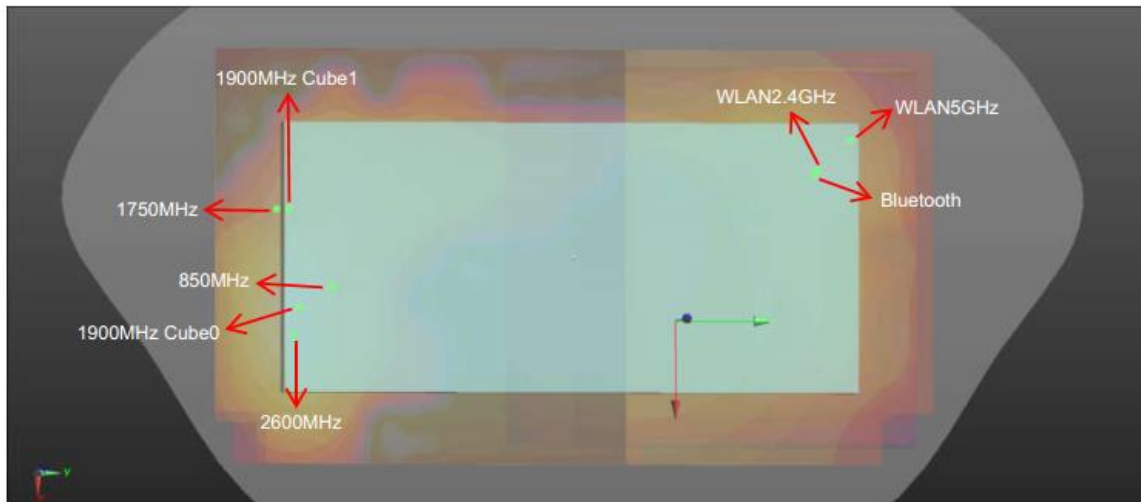 1900MHz Cube1
WLAN2.4GHz
WLAN5GHz
1750MHz
Bluetooth
850MHz
1900MHz Cube0
2600MHz
y